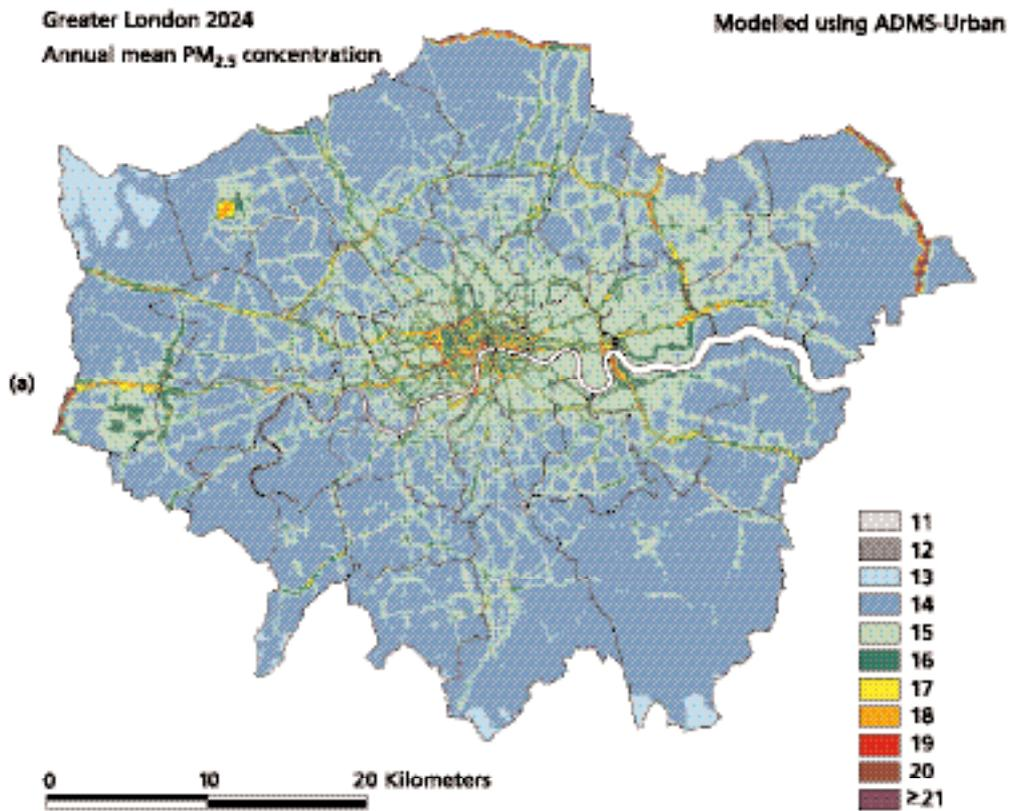 Greater London 2024
Modelled using ADMS-Urban
Annual mean PM2.5 concentration
(a)
11
12
13
14
15
16
17
18
19
20
≥21
0 10 20 Kilometers